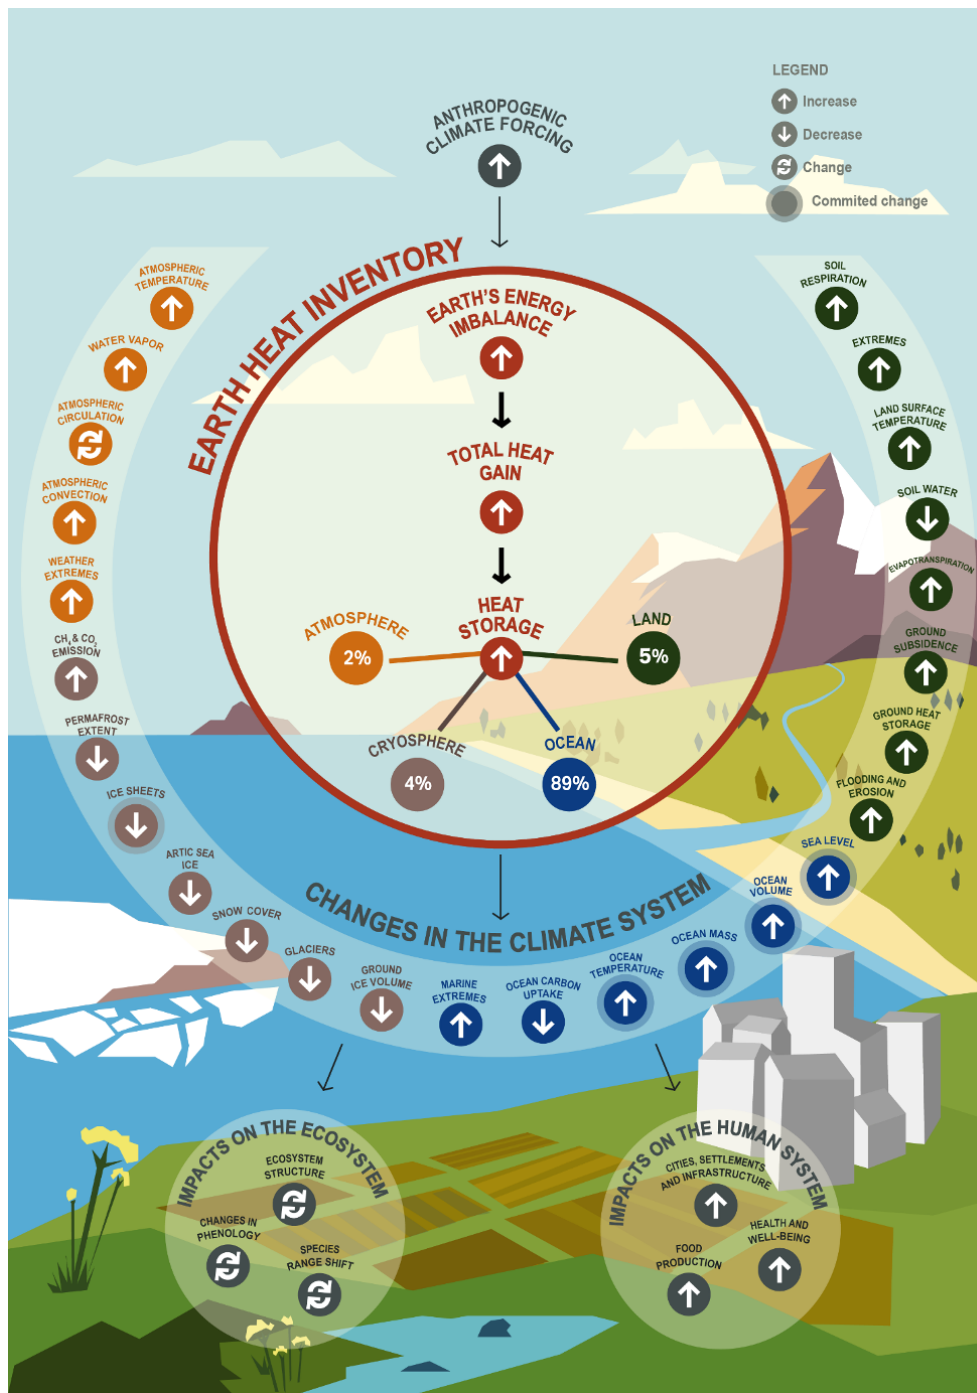 LEGEND
Increase
Decrease
Change
Commited change
ANTHROPOGENIC
CLIMATE FORCING
EARTH HEAT INVENTORY
EARTH'S ENERGY
IMBALANCE
TOTAL HEAT
GAIN
HEAT
STORAGE
ATMOSPHERE
2%
LAND
5%
CRYOSPHERE
4%
OCEAN
89%
CHANGES IN THE CLIMATE SYSTEM
ATMOSPHERIC
TEMPERATURE
WATER VAPOR
ATMOSPHERIC
CIRCULATION
ATMOSPHERIC
CONVECTION
WEATHER
EXTREMES
CH₄ & CO₂
EMISSION
PERMAFROST
EXTENT
ICE SHEETS
ARTIC SEA
ICE
SNOW COVER
GLACIERS
GROUND
ICE VOLUME
MARINE
EXTREMES
OCEAN CARBON
UPTAKE
OCEAN
TEMPERATURE
OCEAN MASS
OCEAN
VOLUME
SEA LEVEL
FLOODING AND
EROSION
GROUND HEAT
STORAGE
GROUND
SUBSIDENCE
EVAPOTRANSPIRATION
SOIL WATER
LAND SURFACE
TEMPERATURE
EXTREMES
SOIL
RESPIRATION
IMPACTS ON THE ECOSYSTEM
ECOSYSTEM
STRUCTURE
CHANGES IN
PHENOLOGY
SPECIES
RANGE SHIFT
IMPACTS ON THE HUMAN SYSTEM
CITIES, SETTLEMENTS
AND INFRASTRUCTURE
HEALTH AND
WELL-BEING
FOOD
PRODUCTION